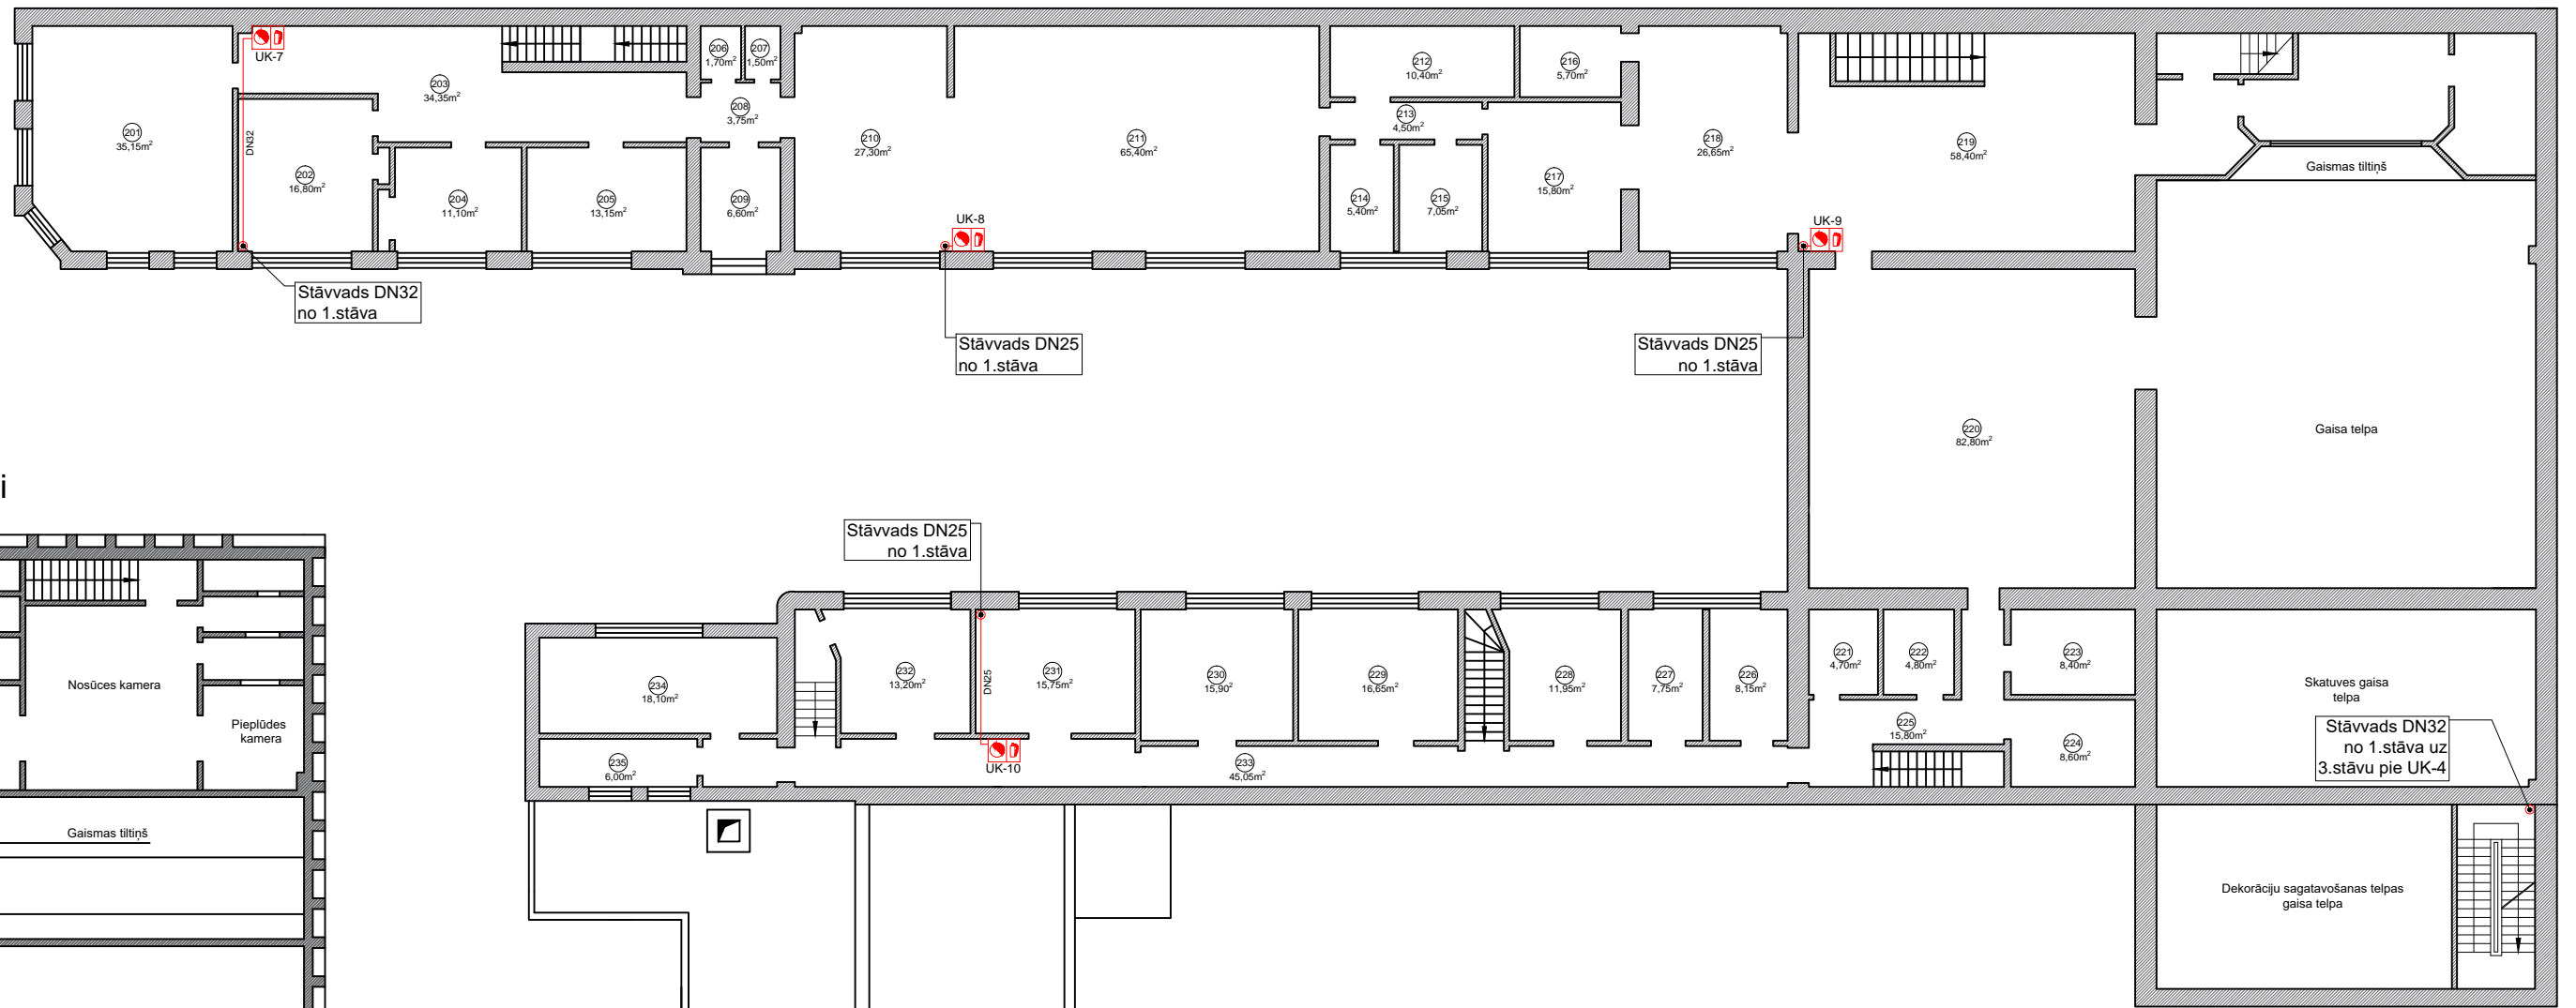 UK-7
206
1,70m²
207
1,50m²
203
34,35m²
208
3,75m²
201
35,15m²
DN32
202
16,80m²
204
11,10m²
205
13,15m²
209
6,60m²
210
27,30m²
211
65,40m²
UK-8
212
10,40m²
216
5,70m²
213
4,50m²
214
5,40m²
215
7,05m²
217
15,80m²
218
26,65m²
219
58,40m²
UK-9
Gaismas tiltiņš
Stāvvads DN32
no 1.stāva
Stāvvads DN25
no 1.stāva
Stāvvads DN25
no 1.stāva
220
82,80m²
Gaisa telpa
i
Stāvvads DN25
no 1.stāva
Nosūces kamera
Pieplūdes
kamera
Gaismas tiltiņš
234
18,10m²
235
6,00m²
232
13,20m²
DN25
231
15,75m²
UK-10
230
15,90²
229
16,65m²
233
45,05m²
228
11,95m²
227
7,75m²
226
8,15m²
221
4,70m²
222
4,80m²
223
8,40m²
225
15,80m²
224
8,60m²
Skatuves gaisa
telpa
Stāvvads DN32
no 1.stāva uz
3.stāvu pie UK-4
Dekorāciju sagatavošanas telpas
gaisa telpa